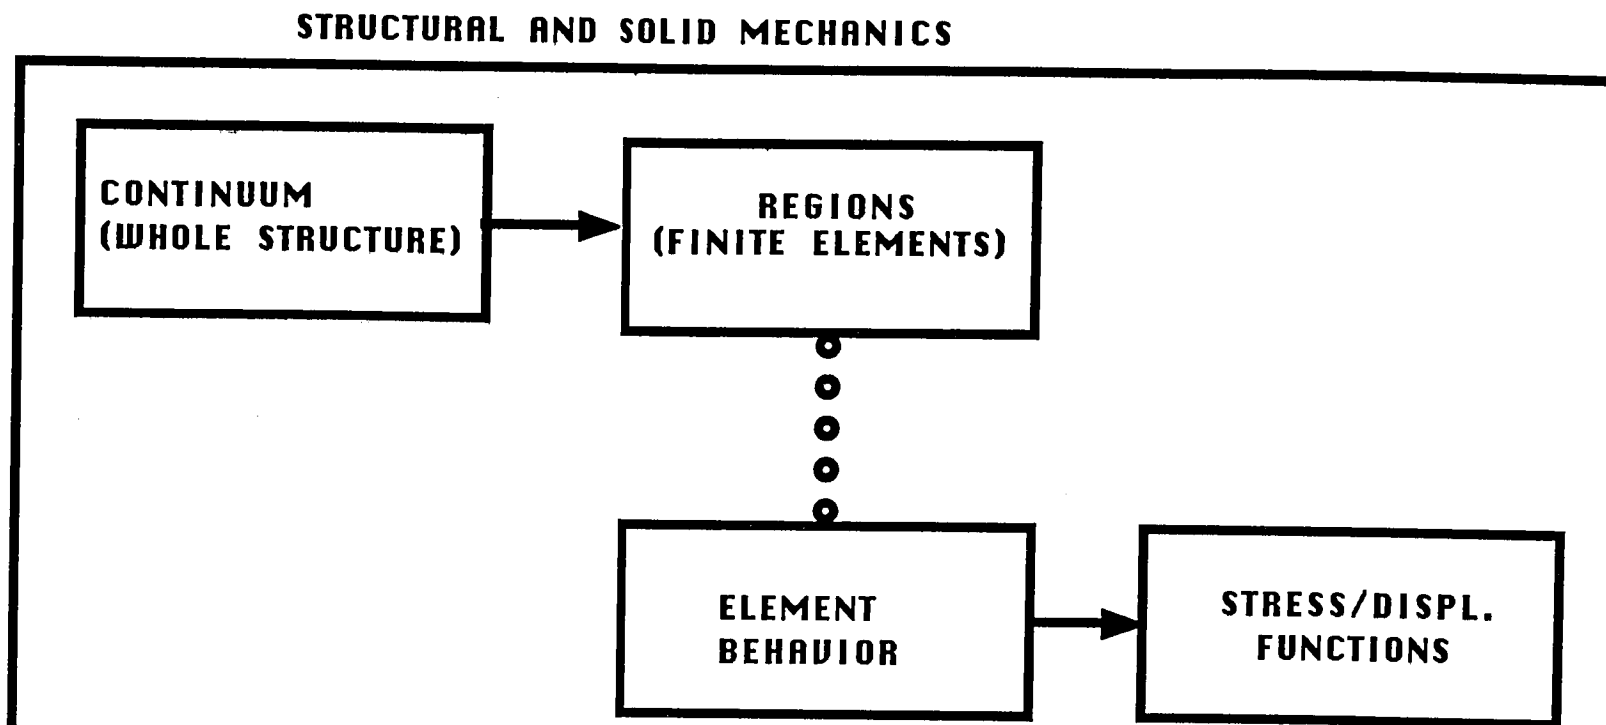 STRUCTURAL AND SOLID MECHANICS
CONTINUUM
(WHOLE STRUCTURE)
REGIONS
(FINITE ELEMENTS)
ELEMENT
BEHAVIOR
STRESS/DISPL.
FUNCTIONS